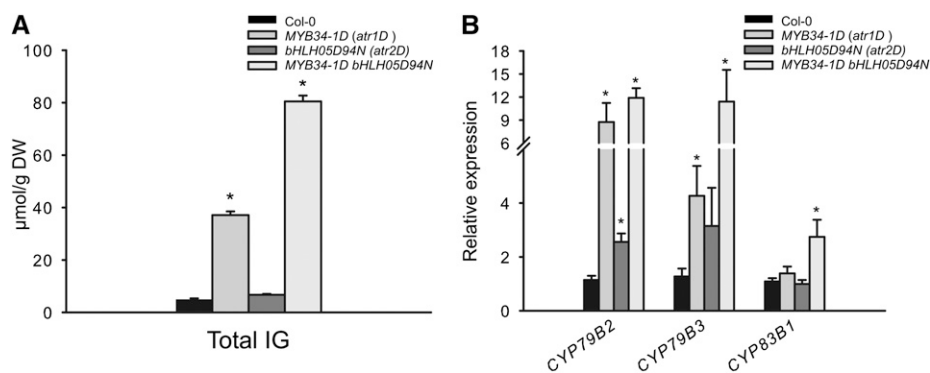 A
Col-0
MYB34-1D (atr1D )
bHLH05D94N (atr2D)
MYB34-1D bHLH05D94N
100
80
60
40
20
0
µmol/g DW
*
*
Total IG
B
Col-0
MYB34-1D (atr1D )
bHLH05D94N (atr2D)
MYB34-1D bHLH05D94N
18
15
12
9
6
4
2
1
0
Relative expression
*
*
*
*
*
*
CYP79B2
CYP79B3
CYP83B1